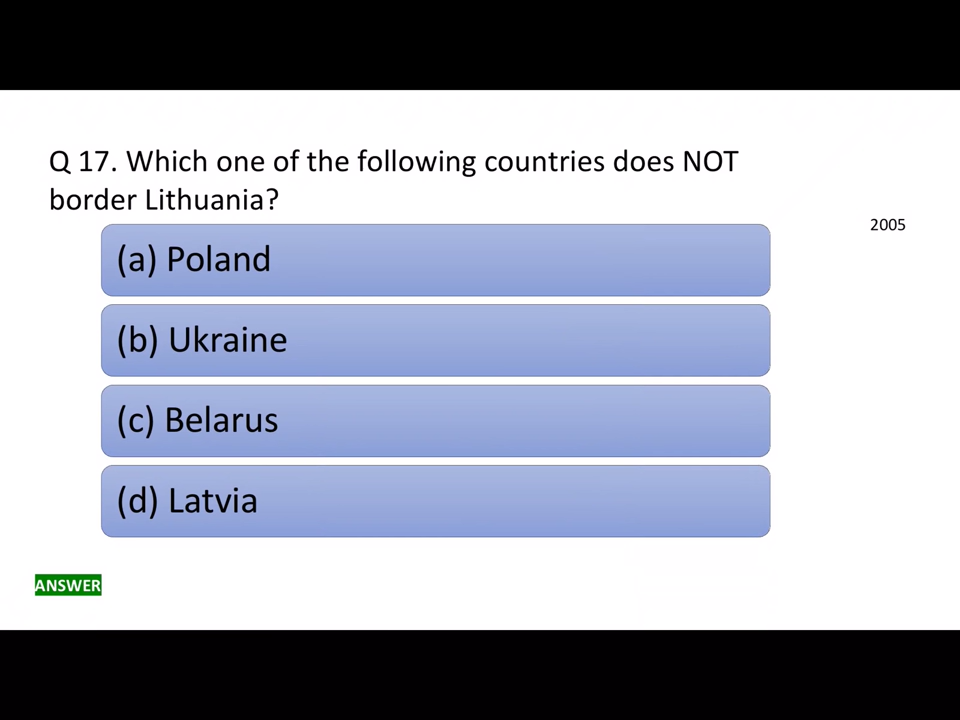 Q 17. Which one of the following countries does NOT
border Lithuania?
2005
(a) Poland
(b) Ukraine
(c) Belarus
(d) Latvia
ANSWER